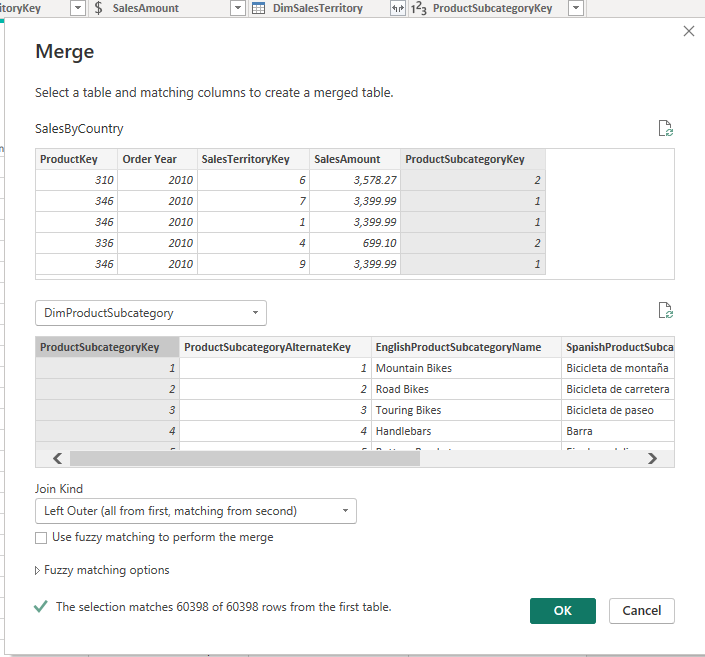 itoryKey $ SalesAmount DimSalesTerritory 123 ProductSubcategoryKey
Merge
Select a table and matching columns to create a merged table.
SalesByCountry
ProductKey Order Year SalesTerritoryKey SalesAmount ProductSubcategoryKey
310 2010 6 3,578.27 2
346 2010 7 3,399.99 1
346 2010 1 3,399.99 1
336 2010 4 699.10 2
346 2010 9 3,399.99 1
DimProductSubcategory
ProductSubcategoryKey ProductSubcategoryAlternateKey EnglishProductSubcategoryName SpanishProductSubca
1 1 Mountain Bikes Bicicleta de montaña
2 2 Road Bikes Bicicleta de carretera
3 3 Touring Bikes Bicicleta de paseo
4 4 Handlebars Barra
Join Kind
Left Outer (all from first, matching from second)
Use fuzzy matching to perform the merge
Fuzzy matching options
The selection matches 60398 of 60398 rows from the first table.
OK Cancel